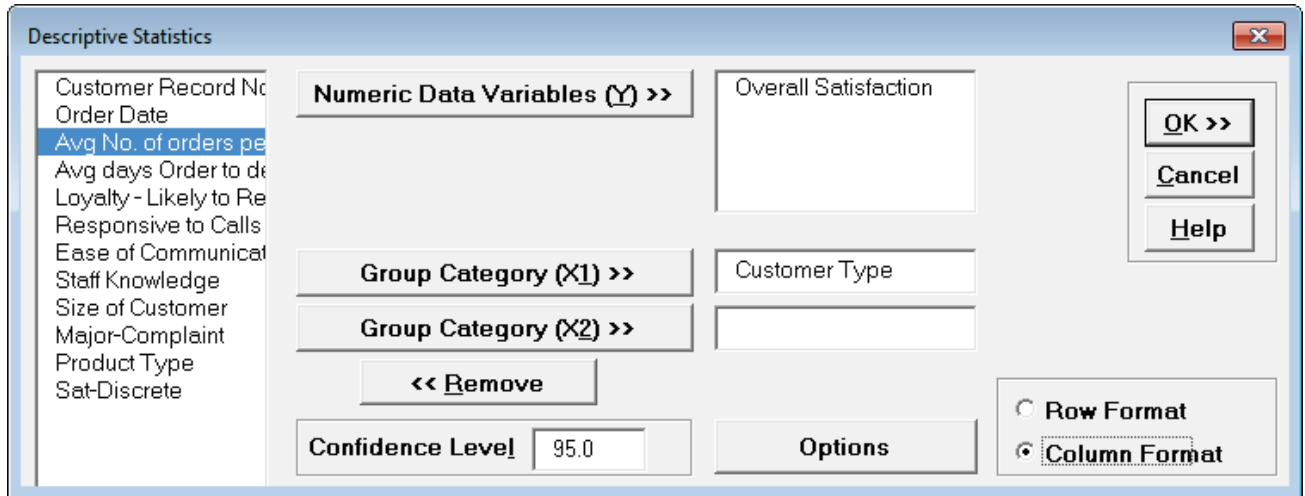 Descriptive Statistics
Customer Record No
Order Date
Avg No. of orders pe
Avg days Order to de
Loyalty - Likely to Re
Responsive to Calls
Ease of Communicat
Staff Knowledge
Size of Customer
Major-Complaint
Product Type
Sat-Discrete
Numeric Data Variables (Y) >>
Overall Satisfaction
Group Category (X1) >>
Customer Type
Group Category (X2) >>
<< Remove
Confidence Level
95.0
Options
OK >>
Cancel
Help
Row Format
Column Format